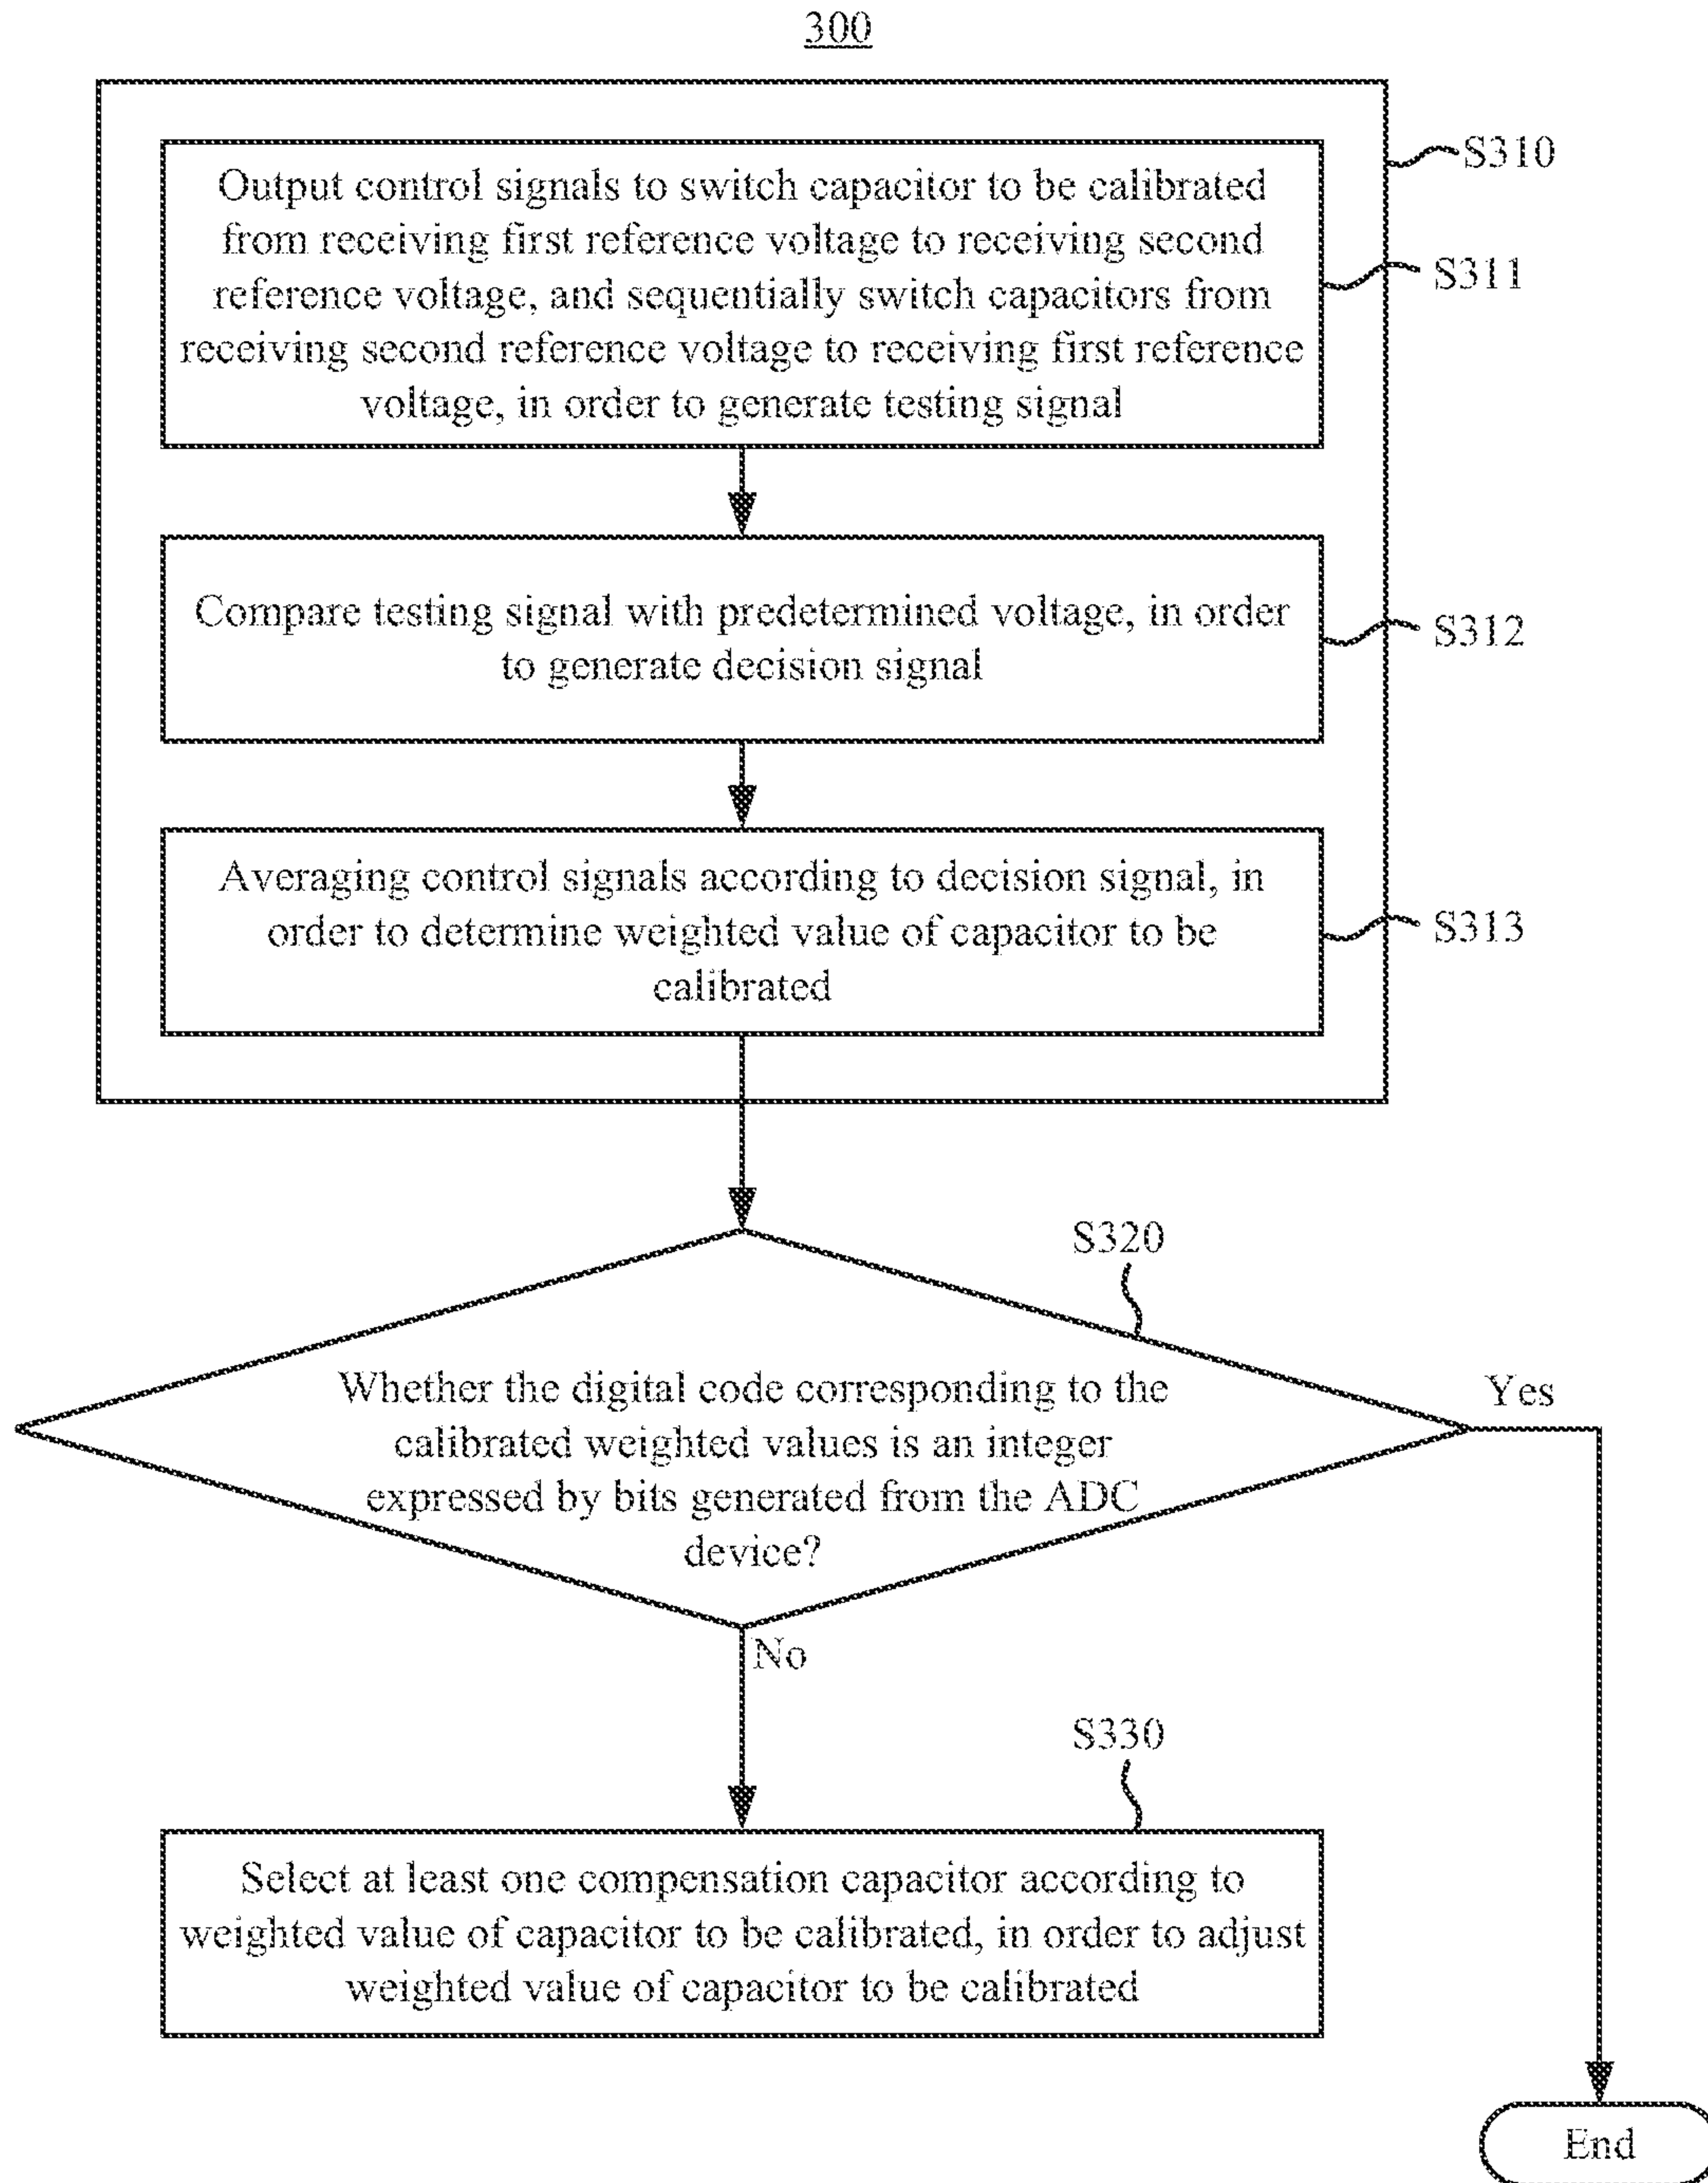 300
S310
Output control signals to switch capacitor to be calibrated
from receiving first reference voltage to receiving second
reference voltage, and sequentially switch capacitors from
receiving second reference voltage to receiving first reference
voltage, in order to generate testing signal
S311
Compare testing signal with predetermined voltage, in order
to generate decision signal
S312
Averaging control signals according to decision signal, in
order to determine weighted value of capacitor to be
calibrated
S313
S320
Whether the digital code corresponding to the
calibrated weighted values is an integer
expressed by bits generated from the ADC
device?
Yes
No
S330
Select at least one compensation capacitor according to
weighted value of capacitor to be calibrated, in order to adjust
weighted value of capacitor to be calibrated
End